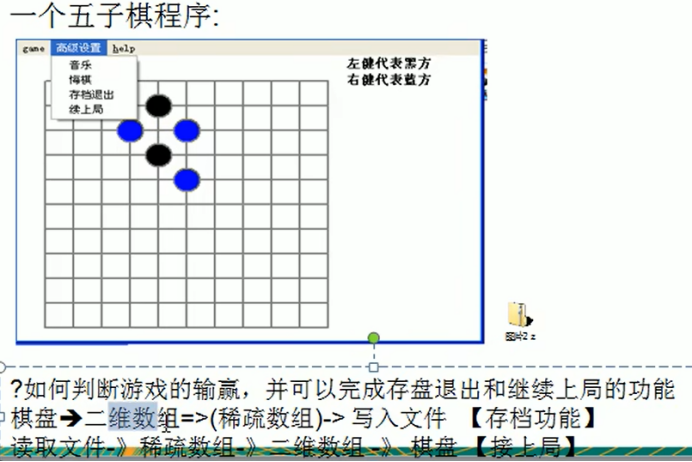 一个五子棋程序:
game 高级设置 help
音乐
悔棋
存档退出
续上局
左健代表黑方
右健代表蓝方
图片2 z
?如何判断游戏的输赢，并可以完成存盘退出和继续上局的功能
棋盘➔二维数组=>(稀疏数组)-> 写入文件 【存档功能】
读取文件-》稀疏数组-》二维数组 -》 棋盘 【接上局】